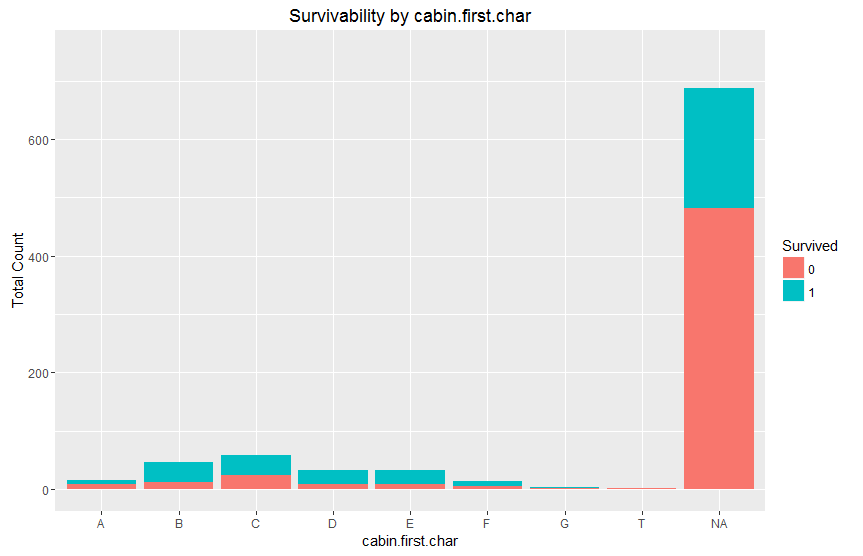 Survivability by cabin.first.char
Total Count
600
400
200
0
A B C D E F G T NA
cabin.first.char
Survived
0
1